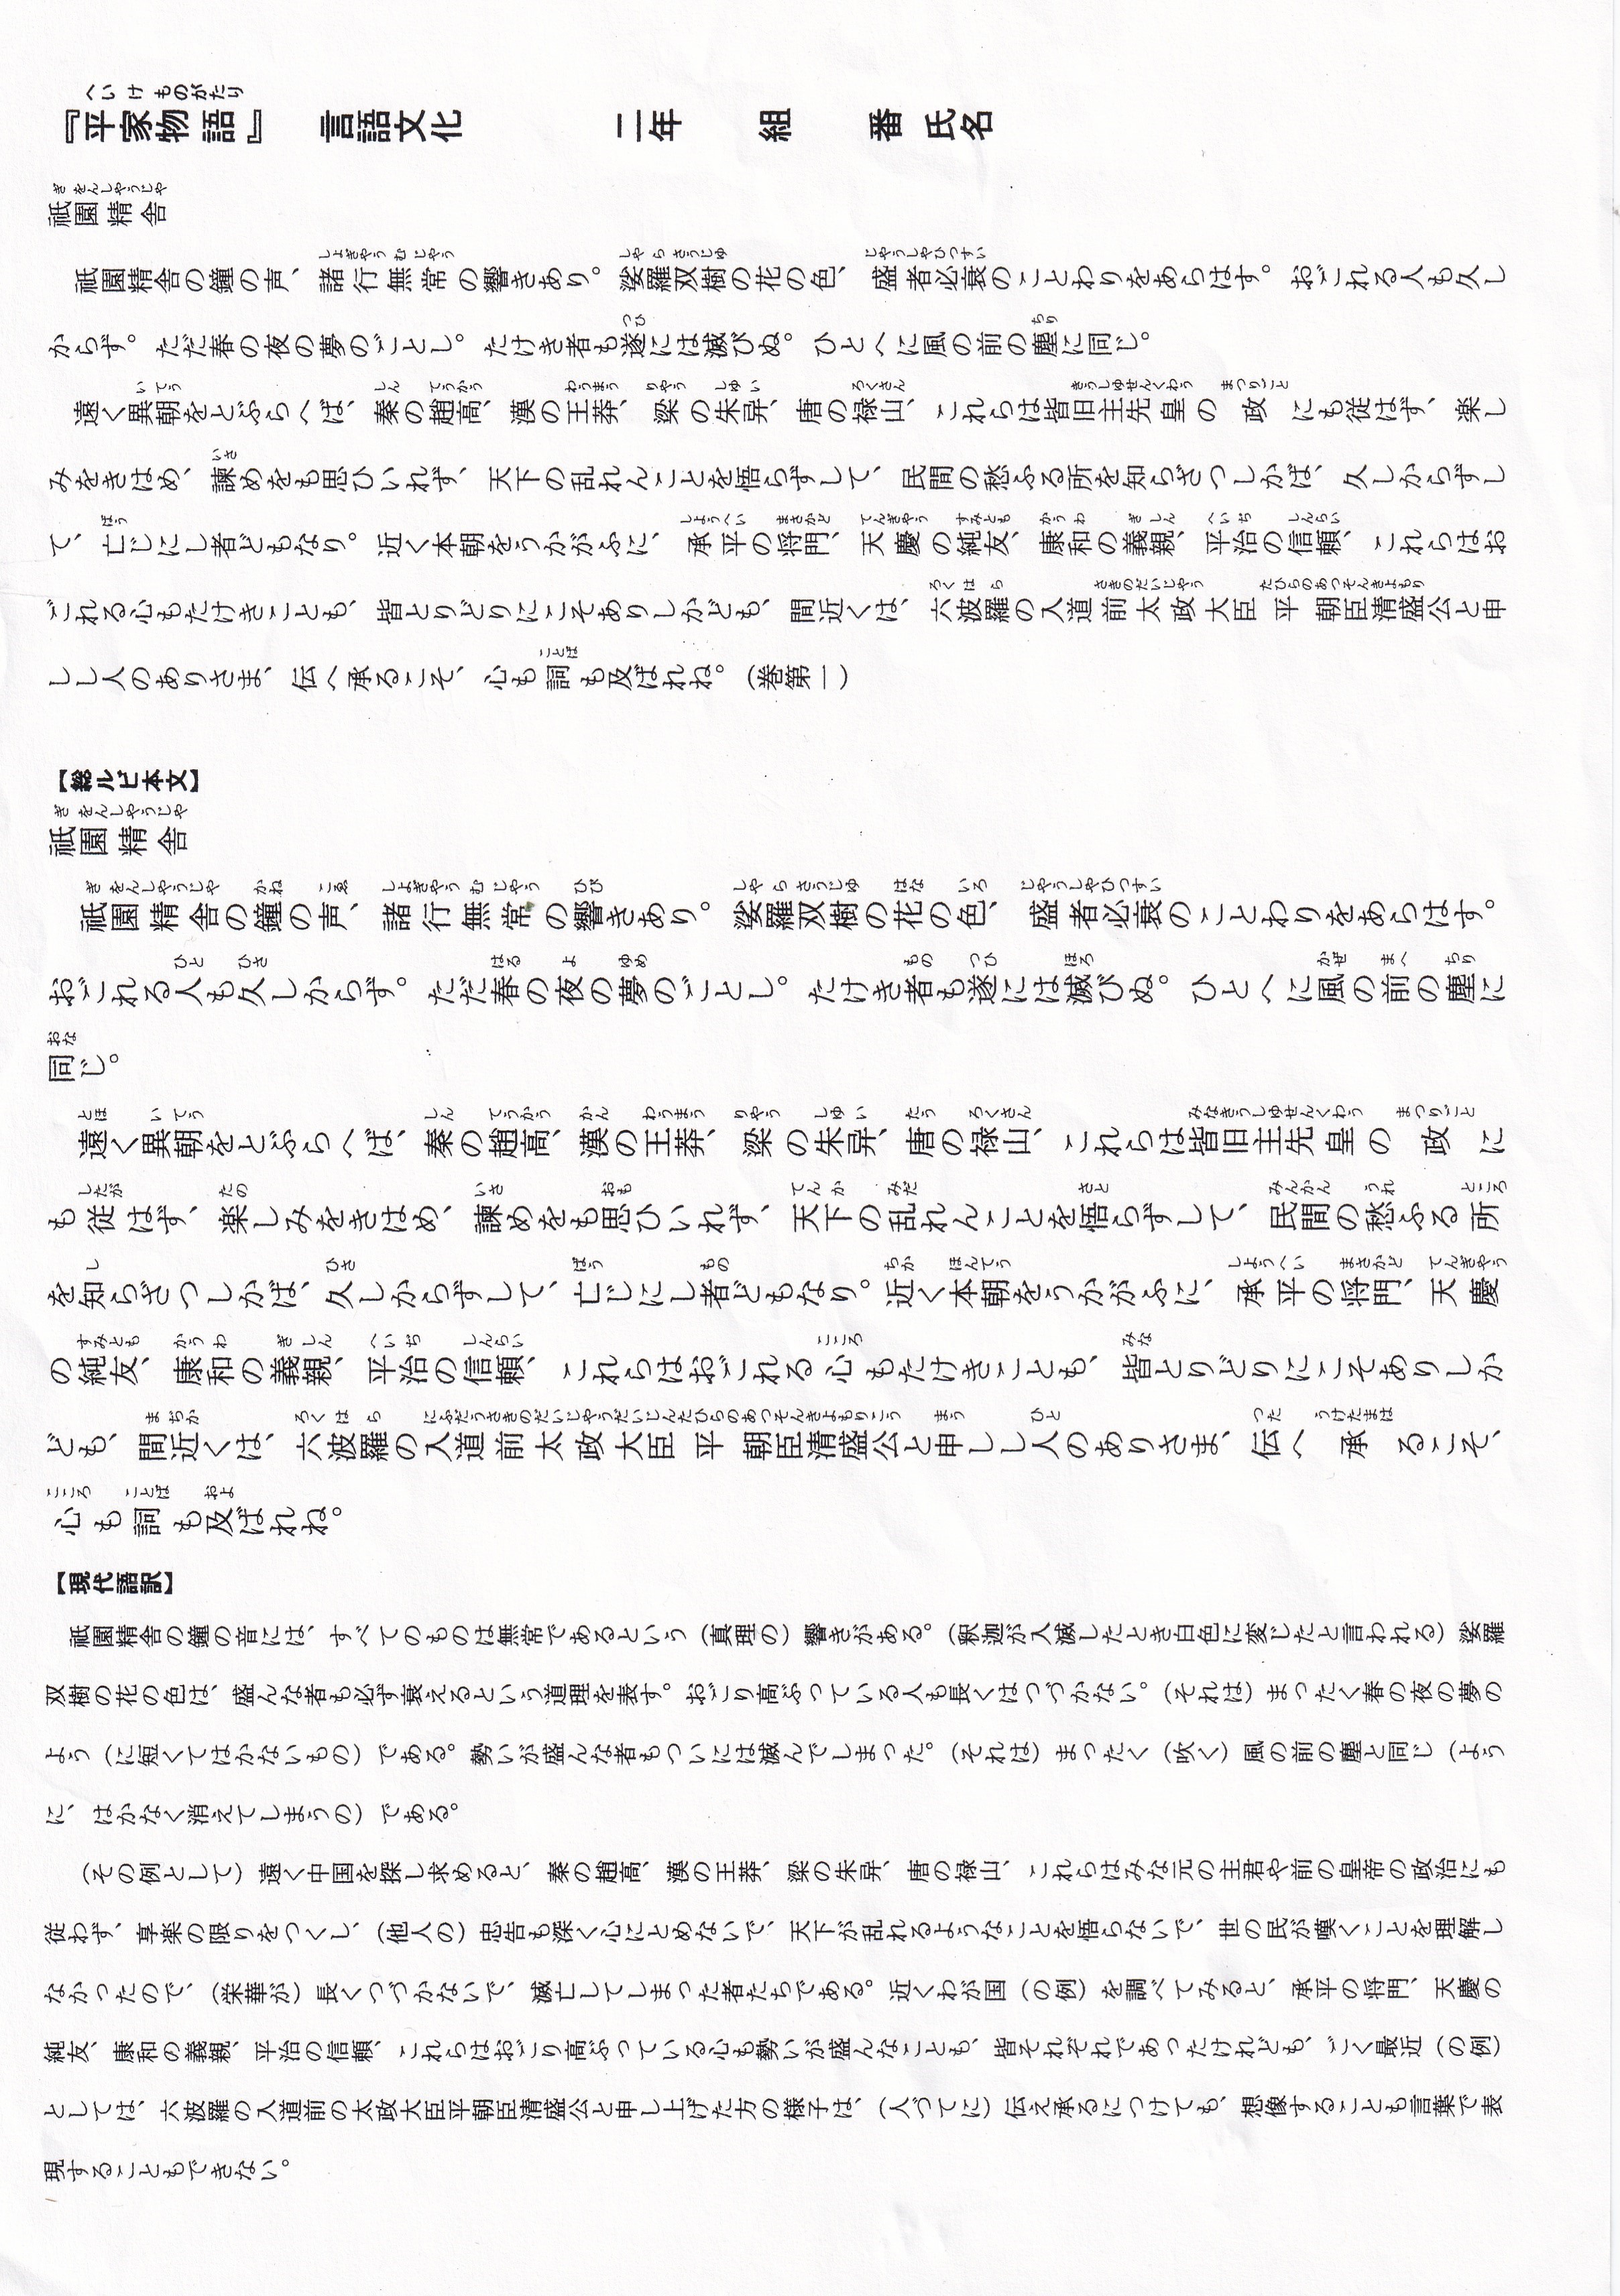 『平家物語』 言語文化 二年 組 番 氏名
祇園精舎
祇園精舎の鐘の声、諸行無常の響きあり。娑羅双樹の花の色、盛者必衰のことわりをあらはす。おごれる人も久し
からず。ただ春の夜の夢のごとし。たけき者も遂には滅びぬ。ひとへに風の前の塵に同じ。
遠く異朝をとぶらへば、秦の趙高、漢の王莽、梁の朱异、唐の禄山、これらは皆旧主先皇の政にも従はず、楽し
みをきはめ、諫めをも思ひいれず、天下の乱れんことを悟らずして、民間の愁ふる所を知らざつしかば、久しからずし
て、亡じにし者どもなり。近く本朝をうかがふに、承平の将門、天慶の純友、康和の義親、平治の信頼、これらはお
ごれる心もたけきことも、皆とりどりにこそありしかども、間近くは、六波羅の入道前太政大臣平朝臣清盛公と申
しし人のありさま、伝へ承るこそ、心も詞も及ばれね。（巻第一）
【総ルビ本文】
祇園精舎
祇園精舎の鐘の声、諸行無常の響きあり。娑羅双樹の花の色、盛者必衰のことわりをあらはす。
おごれる人も久しからず。ただ春の夜の夢のごとし。たけき者も遂には滅びぬ。ひとへに風の前の塵に
同じ。
遠く異朝をとぶらへば、秦の趙高、漢の王莽、梁の朱异、唐の禄山、これらは皆旧主先皇の政に
も従はず、楽しみをきはめ、諫めをも思ひいれず、天下の乱れんことを悟らずして、民間の愁ふる所
を知らざつしかば、久しからずして、亡じにし者どもなり。近く本朝をうかがふに、承平の将門、天慶
の純友、康和の義親、平治の信頼、これらはおごれる心もたけきことも、皆とりどりにこそありしか
ども、間近くは、六波羅の入道前太政大臣平朝臣清盛公と申しし人のありさま、伝へ承るこそ、
心も詞も及ばれね。
【現代語訳】
祇園精舎の鐘の音には、すべてのものは無常であるという（真理の）響きがある。（釈迦が入滅したとき白色に変じたと言われる）娑羅
双樹の花の色は、盛んな者も必ず衰えるという道理を表す。おごり高ぶっている人も長くはつづかない。（それは）まったく春の夜の夢の
よう（に短くてはかないもの）である。勢いが盛んな者もついには滅んでしまった。（それは）まったく（吹く）風の前の塵と同じ（よう
に、はかなく消えてしまうの）である。
（その例として）遠く中国を探し求めると、秦の趙高、漢の王莽、梁の朱异、唐の禄山、これらはみな元の主君や前の皇帝の政治にも
従わず、享楽の限りをつくし、（他人の）忠告も深く心にとめないで、天下が乱れるようなことを悟らないで、世の民が嘆くことを理解し
なかったので、（栄華が）長くつづかないで、滅亡してしまった者たちである。近くわが国（の例）を調べてみると、承平の将門、天慶の
純友、康和の義親、平治の信頼、これらはおごり高ぶっている心も勢いが盛んなことも、皆それぞれであったけれども、ごく最近（の例）
としては、六波羅の入道前の太政大臣平朝臣清盛公と申し上げた方の様子は、（人づてに）伝え承るにつけても、想像することも言葉で表
現することもできない。